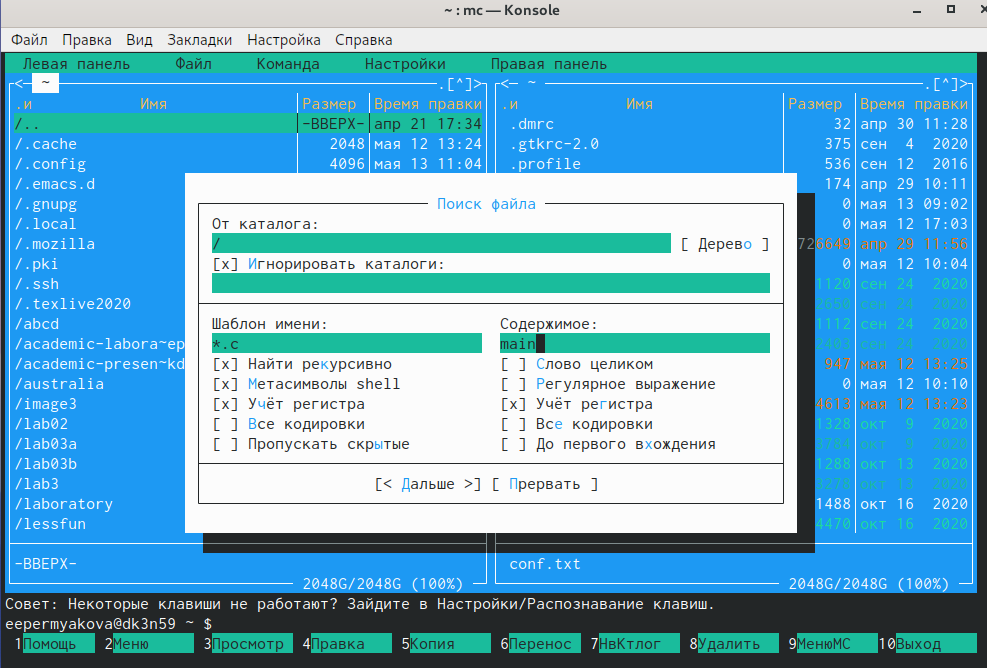 ~ : mc — Konsole
Файл Правка Вид Закладки Настройка Справка
Левая панель Файл Команда Настройки Правая панель
<─ ~ .[^]> <─ ~ .[^]>
.и Имя Размер Время правки .и Имя Размер Время правки
/.. -ВВЕРХ- апр 21 17:34 .dmrc 32 апр 30 11:28
/.cache 2048 мая 12 13:24 .gtkrc-2.0 375 сен 4 2020
/.config 4096 мая 13 11:04 .profile 536 сен 12 2016
/.emacs.d 174 апр 29 10:11
Поиск файла
/.gnupg 0 мая 13 09:02
От каталога:
/.local 0 мая 12 17:03
/.mozilla / [ Дерево ] 726649 апр 29 11:56
/.pki [x] Игнорировать каталоги: 0 мая 12 10:04
/.ssh 1120 сен 24 2020
/.texlive2020 2650 сен 24 2020
/abcd Шаблон имени: Содержимое: 1112 сен 24 2020
/academic-labora~ep *.c main 2403 сен 24 2020
/academic-presen~kd [x] Найти рекурсивно [ ] Слово целиком 947 мая 12 13:25
/australia [x] Метасимволы shell [ ] Регулярное выражение 0 мая 12 10:10
/image3 [x] Учёт регистра [x] Учёт регистра 4613 мая 12 13:23
/lab02 [ ] Все кодировки [ ] Все кодировки 1328 окт 9 2020
/lab03a [ ] Пропускать скрытые [ ] До первого вхождения 3784 окт 9 2020
/lab03b 1288 окт 13 2020
/lab3 [< Дальше >] [ Прервать ] 3278 окт 13 2020
/laboratory 1488 окт 16 2020
/lessfun 4470 окт 16 2020
-ВВЕРХ- conf.txt
2048G/2048G (100%) 2048G/2048G (100%)
Совет: Некоторые клавиши не работают? Зайдите в Настройки/Распознавание клавиш.
eepermyakova@dk3n59 ~ $
1Помощь 2Меню 3Просмотр 4Правка 5Копия 6Перенос 7НвКтлог 8Удалить 9МенюMC 10Выход